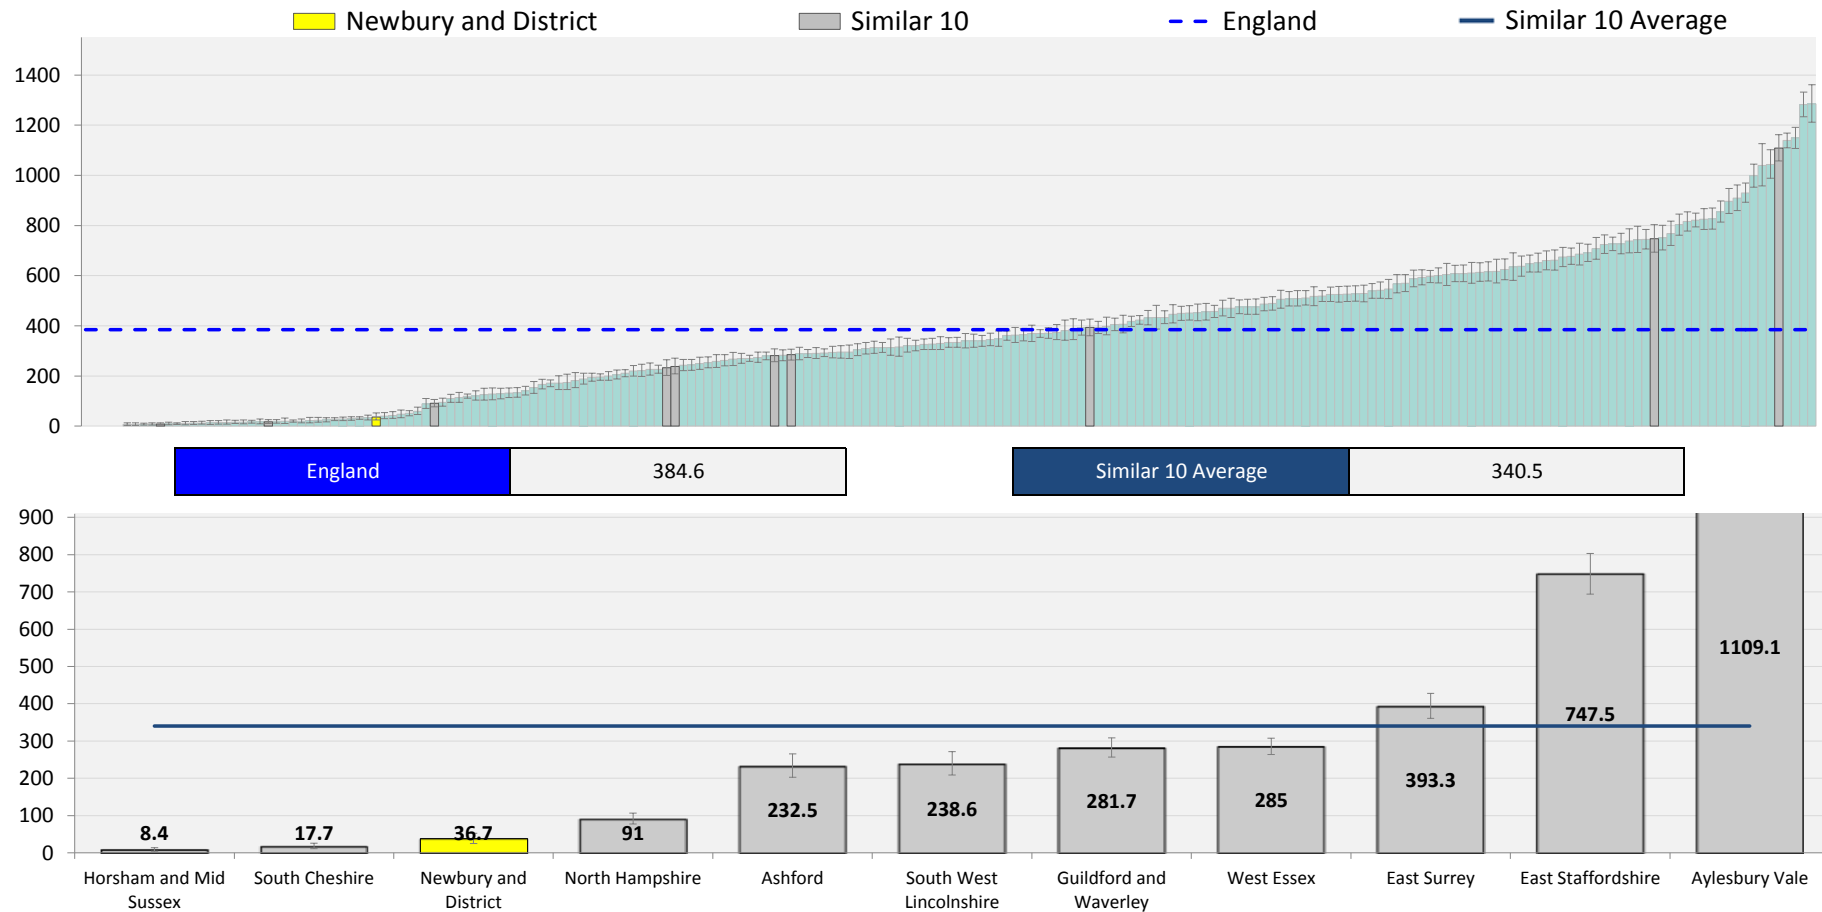 Newbury and District Similar 10 England Similar 10 Average
1400
1200
1000
800
600
400
200
0
England 384.6 Similar 10 Average 340.5
900
800
700
600
500
400
300
200
100
0
8.4 17.7 36.7 91 232.5 238.6 281.7 285 393.3 747.5 1109.1
Horsham and Mid Sussex
South Cheshire
Newbury and District
North Hampshire
Ashford
South West Lincolnshire
Guildford and Waverley
West Essex
East Surrey
East Staffordshire
Aylesbury Vale